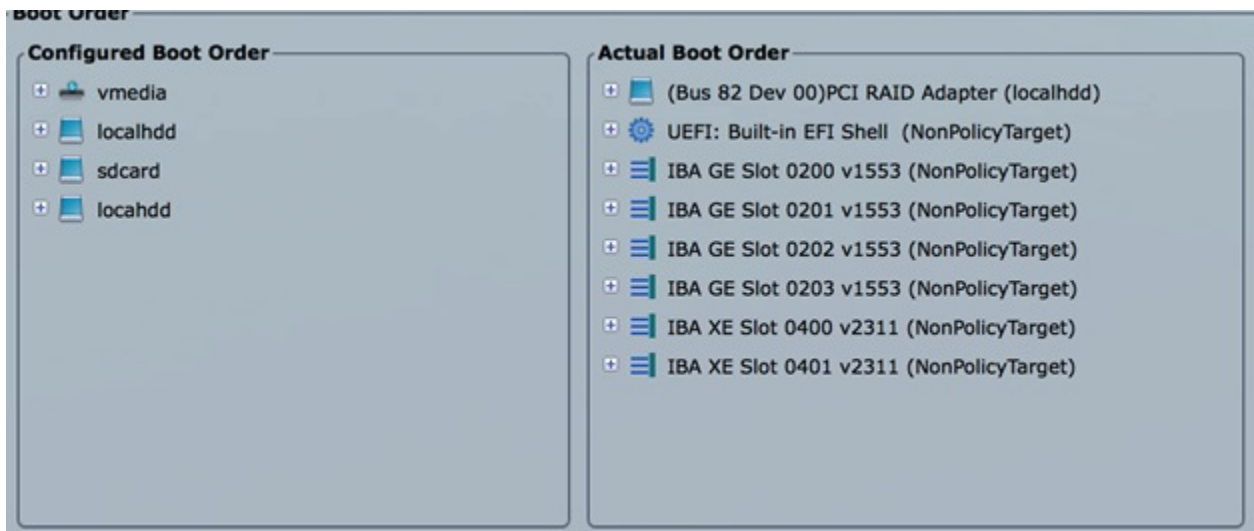 Boot Order
Configured Boot Order
vmedia
localhdd
sdcard
locahdd
Actual Boot Order
(Bus 82 Dev 00)PCI RAID Adapter (localhdd)
UEFI: Built-in EFI Shell (NonPolicyTarget)
IBA GE Slot 0200 v1553 (NonPolicyTarget)
IBA GE Slot 0201 v1553 (NonPolicyTarget)
IBA GE Slot 0202 v1553 (NonPolicyTarget)
IBA GE Slot 0203 v1553 (NonPolicyTarget)
IBA XE Slot 0400 v2311 (NonPolicyTarget)
IBA XE Slot 0401 v2311 (NonPolicyTarget)